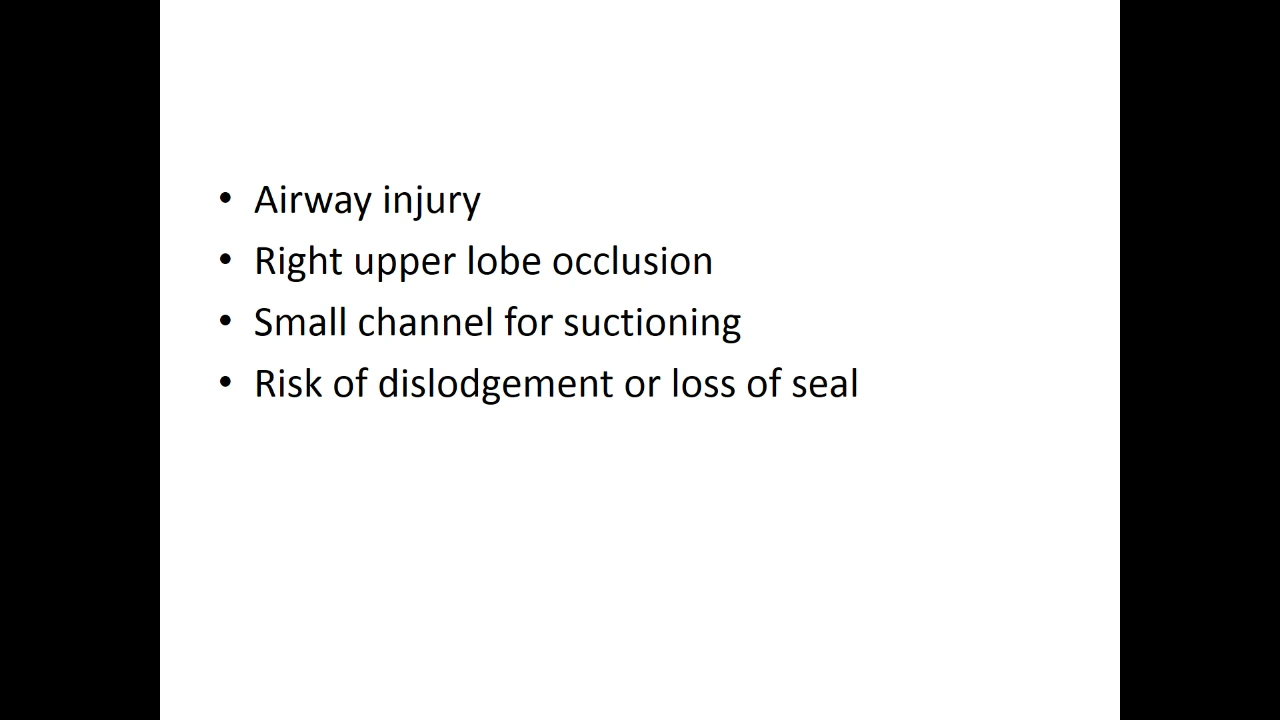 • Airway injury
• Right upper lobe occlusion
• Small channel for suctioning
• Risk of dislodgement or loss of seal